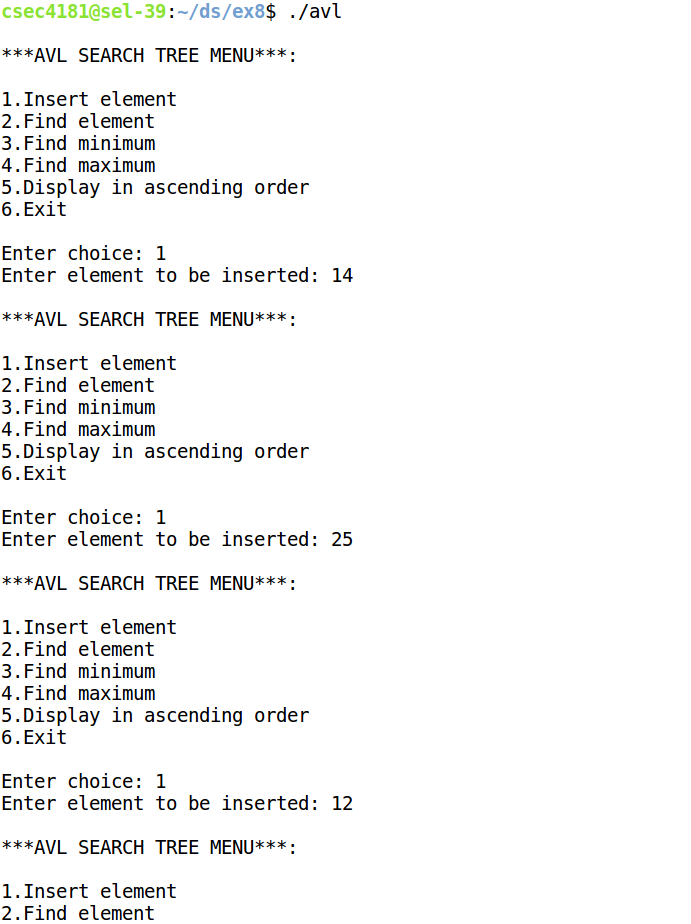 csec4181@sel-39:~/ds/ex8$ ./avl
***AVL SEARCH TREE MENU***:
1.Insert element
2.Find element
3.Find minimum
4.Find maximum
5.Display in ascending order
6.Exit
Enter choice: 1
Enter element to be inserted: 14
***AVL SEARCH TREE MENU***:
1.Insert element
2.Find element
3.Find minimum
4.Find maximum
5.Display in ascending order
6.Exit
Enter choice: 1
Enter element to be inserted: 25
***AVL SEARCH TREE MENU***:
1.Insert element
2.Find element
3.Find minimum
4.Find maximum
5.Display in ascending order
6.Exit
Enter choice: 1
Enter element to be inserted: 12
***AVL SEARCH TREE MENU***:
1.Insert element
2.Find element